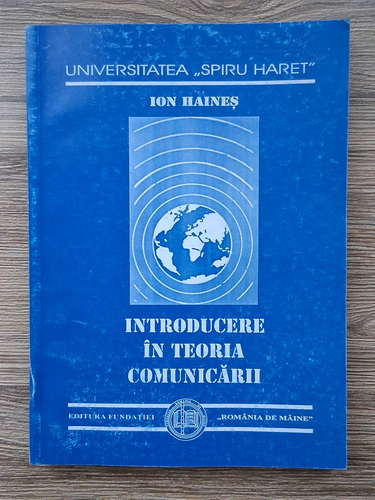 UNIVERSITATEA „SPIRU HARET"
ION HAINEȘ
INTRODUCERE
ÎN TEORIA
COMUNICĂRII
EDITURA FUNDAȚIEI „ROMÂNIA DE MÂINE"